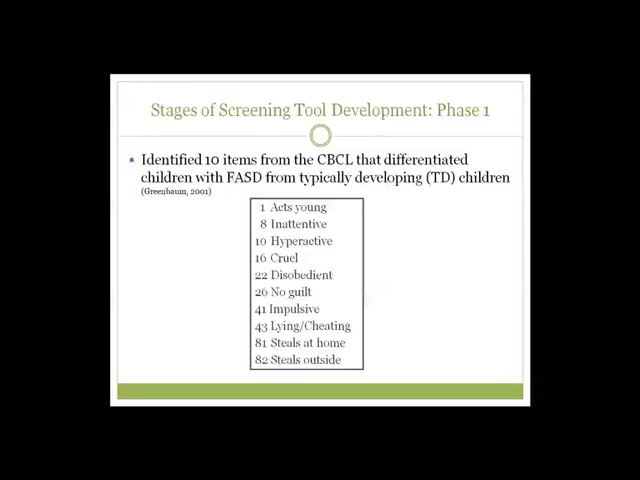 Stages of Screening Tool Development: Phase 1
• Identified 10 items from the CBCL that differentiated
children with FASD from typically developing (TD) children
(Greenbaum, 2001)
1 Acts young
8 Inattentive
10 Hyperactive
16 Cruel
22 Disobedient
26 No guilt
41 Impulsive
43 Lying/Cheating
81 Steals at home
82 Steals outside